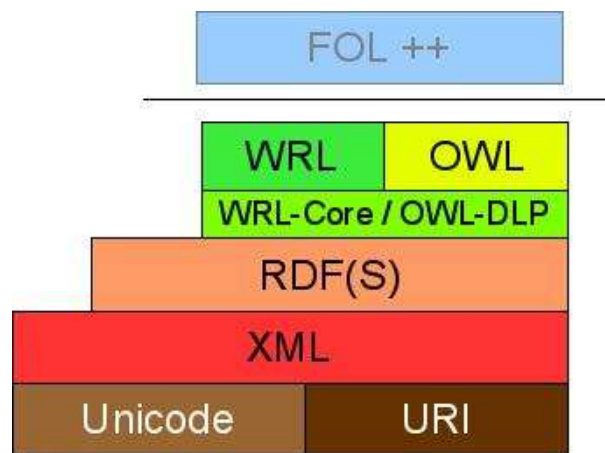 FOL ++
WRL OWL
WRL-Core / OWL-DLP
RDF(S)
XML
Unicode URI